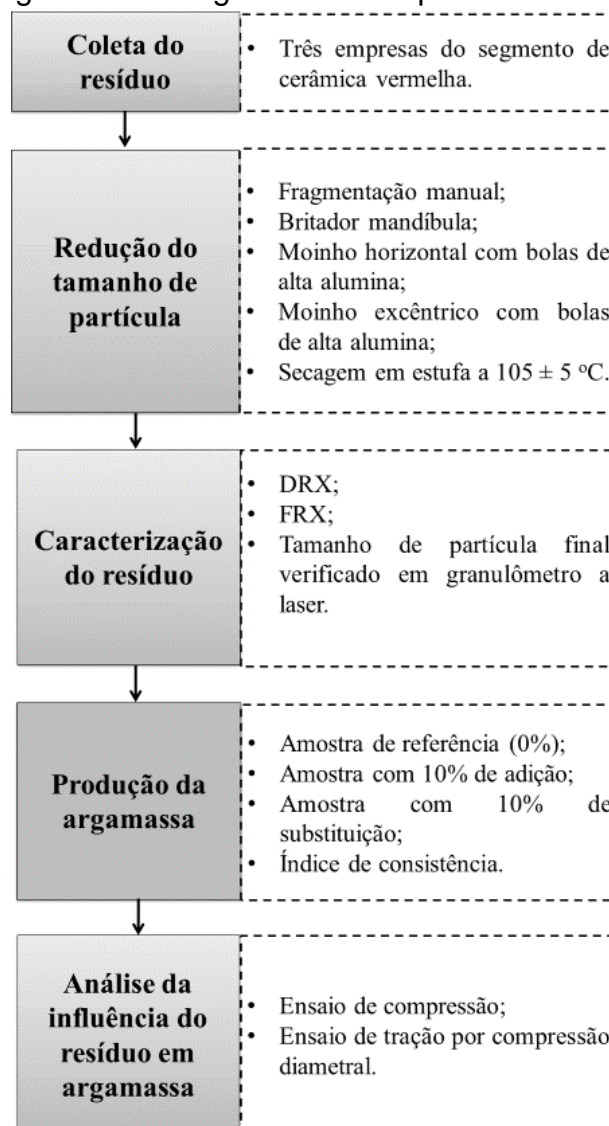 Coleta do
resíduo
• Três empresas do segmento de
cerâmica vermelha.
Redução do
tamanho de
partícula
• Fragmentação manual;
• Britador mandíbula;
• Moinho horizontal com bolas de
alta alumina;
• Moinho excêntrico com bolas
de alta alumina;
• Secagem em estufa a 105 ± 5 °C.
Caracterização
do resíduo
• DRX;
• FRX;
• Tamanho de partícula final
verificado em granulômetro a
laser.
Produção da
argamassa
• Amostra de referência (0%);
• Amostra com 10% de adição;
• Amostra com 10% de
substituição;
• Índice de consistência.
Análise da
influência do
resíduo em
argamassa
• Ensaio de compressão;
• Ensaio de tração por compressão
diametral.